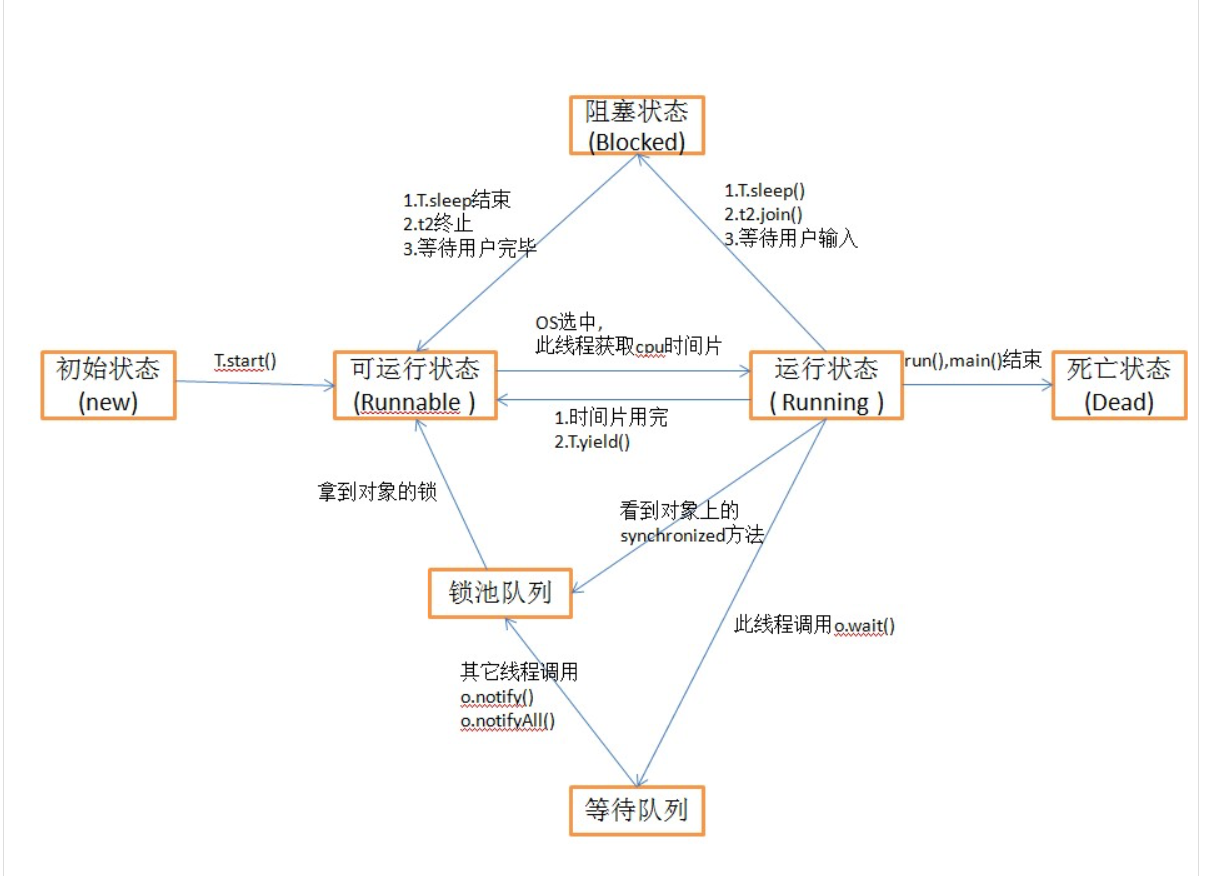 阻塞状态
(Blocked)
1.T.sleep结束
2.t2终止
3.等待用户完毕
1.T.sleep()
2.t2.join()
3.等待用户输入
OS选中,
此线程获取cpu时间片
初始状态
(new)
T.start()
可运行状态
(Runnable )
运行状态
( Running )
run(),main()结束
死亡状态
(Dead)
1.时间片用完
2.T.yield()
拿到对象的锁
看到对象上的
synchronized方法
锁池队列
此线程调用o.wait()
其它线程调用
o.notify()
o.notifyAll()
等待队列